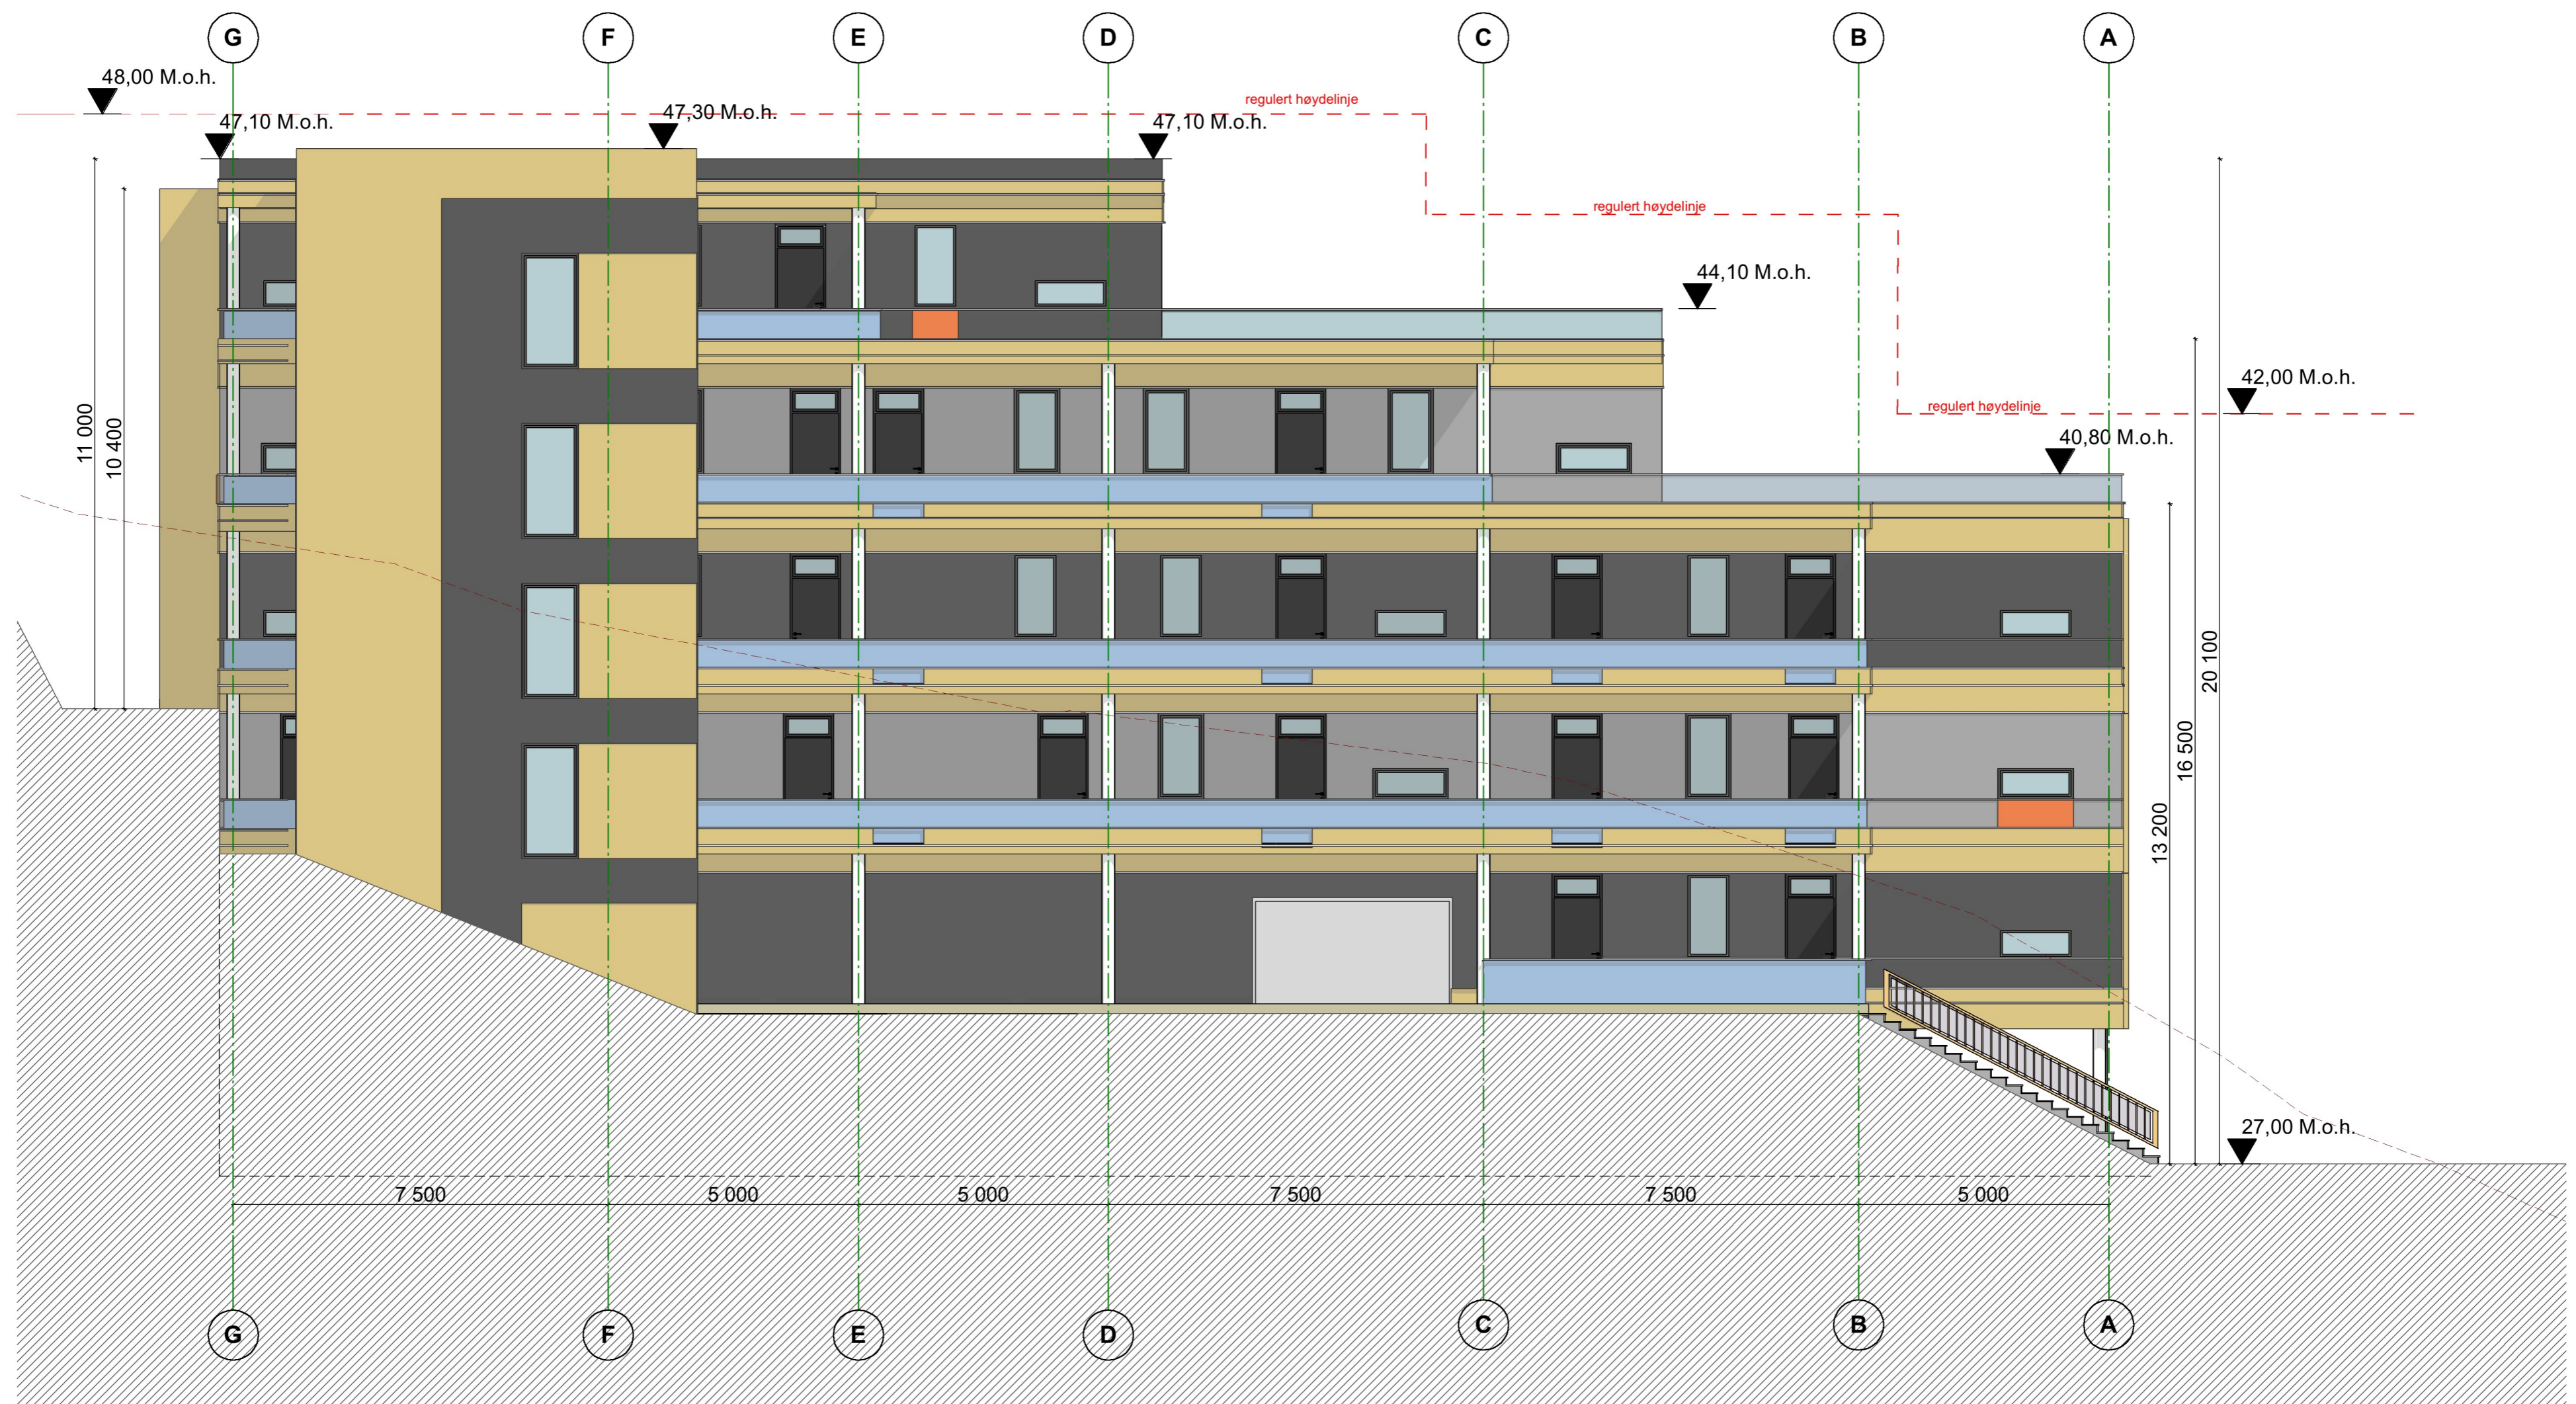 G F E D C B A
48,00 M.o.h.
regulert høydelinje
47,30 M.o.h.
47,10 M.o.h.
47,10 M.o.h.
regulert høydelinje
44,10 M.o.h.
42,00 M.o.h.
regulert høydelinje
40,80 M.o.h.
11 000
10 400
20 100
16 500
13 200
27,00 M.o.h.
7 500 5 000 5 000 7 500 7 500 5 000
G F E D C B A